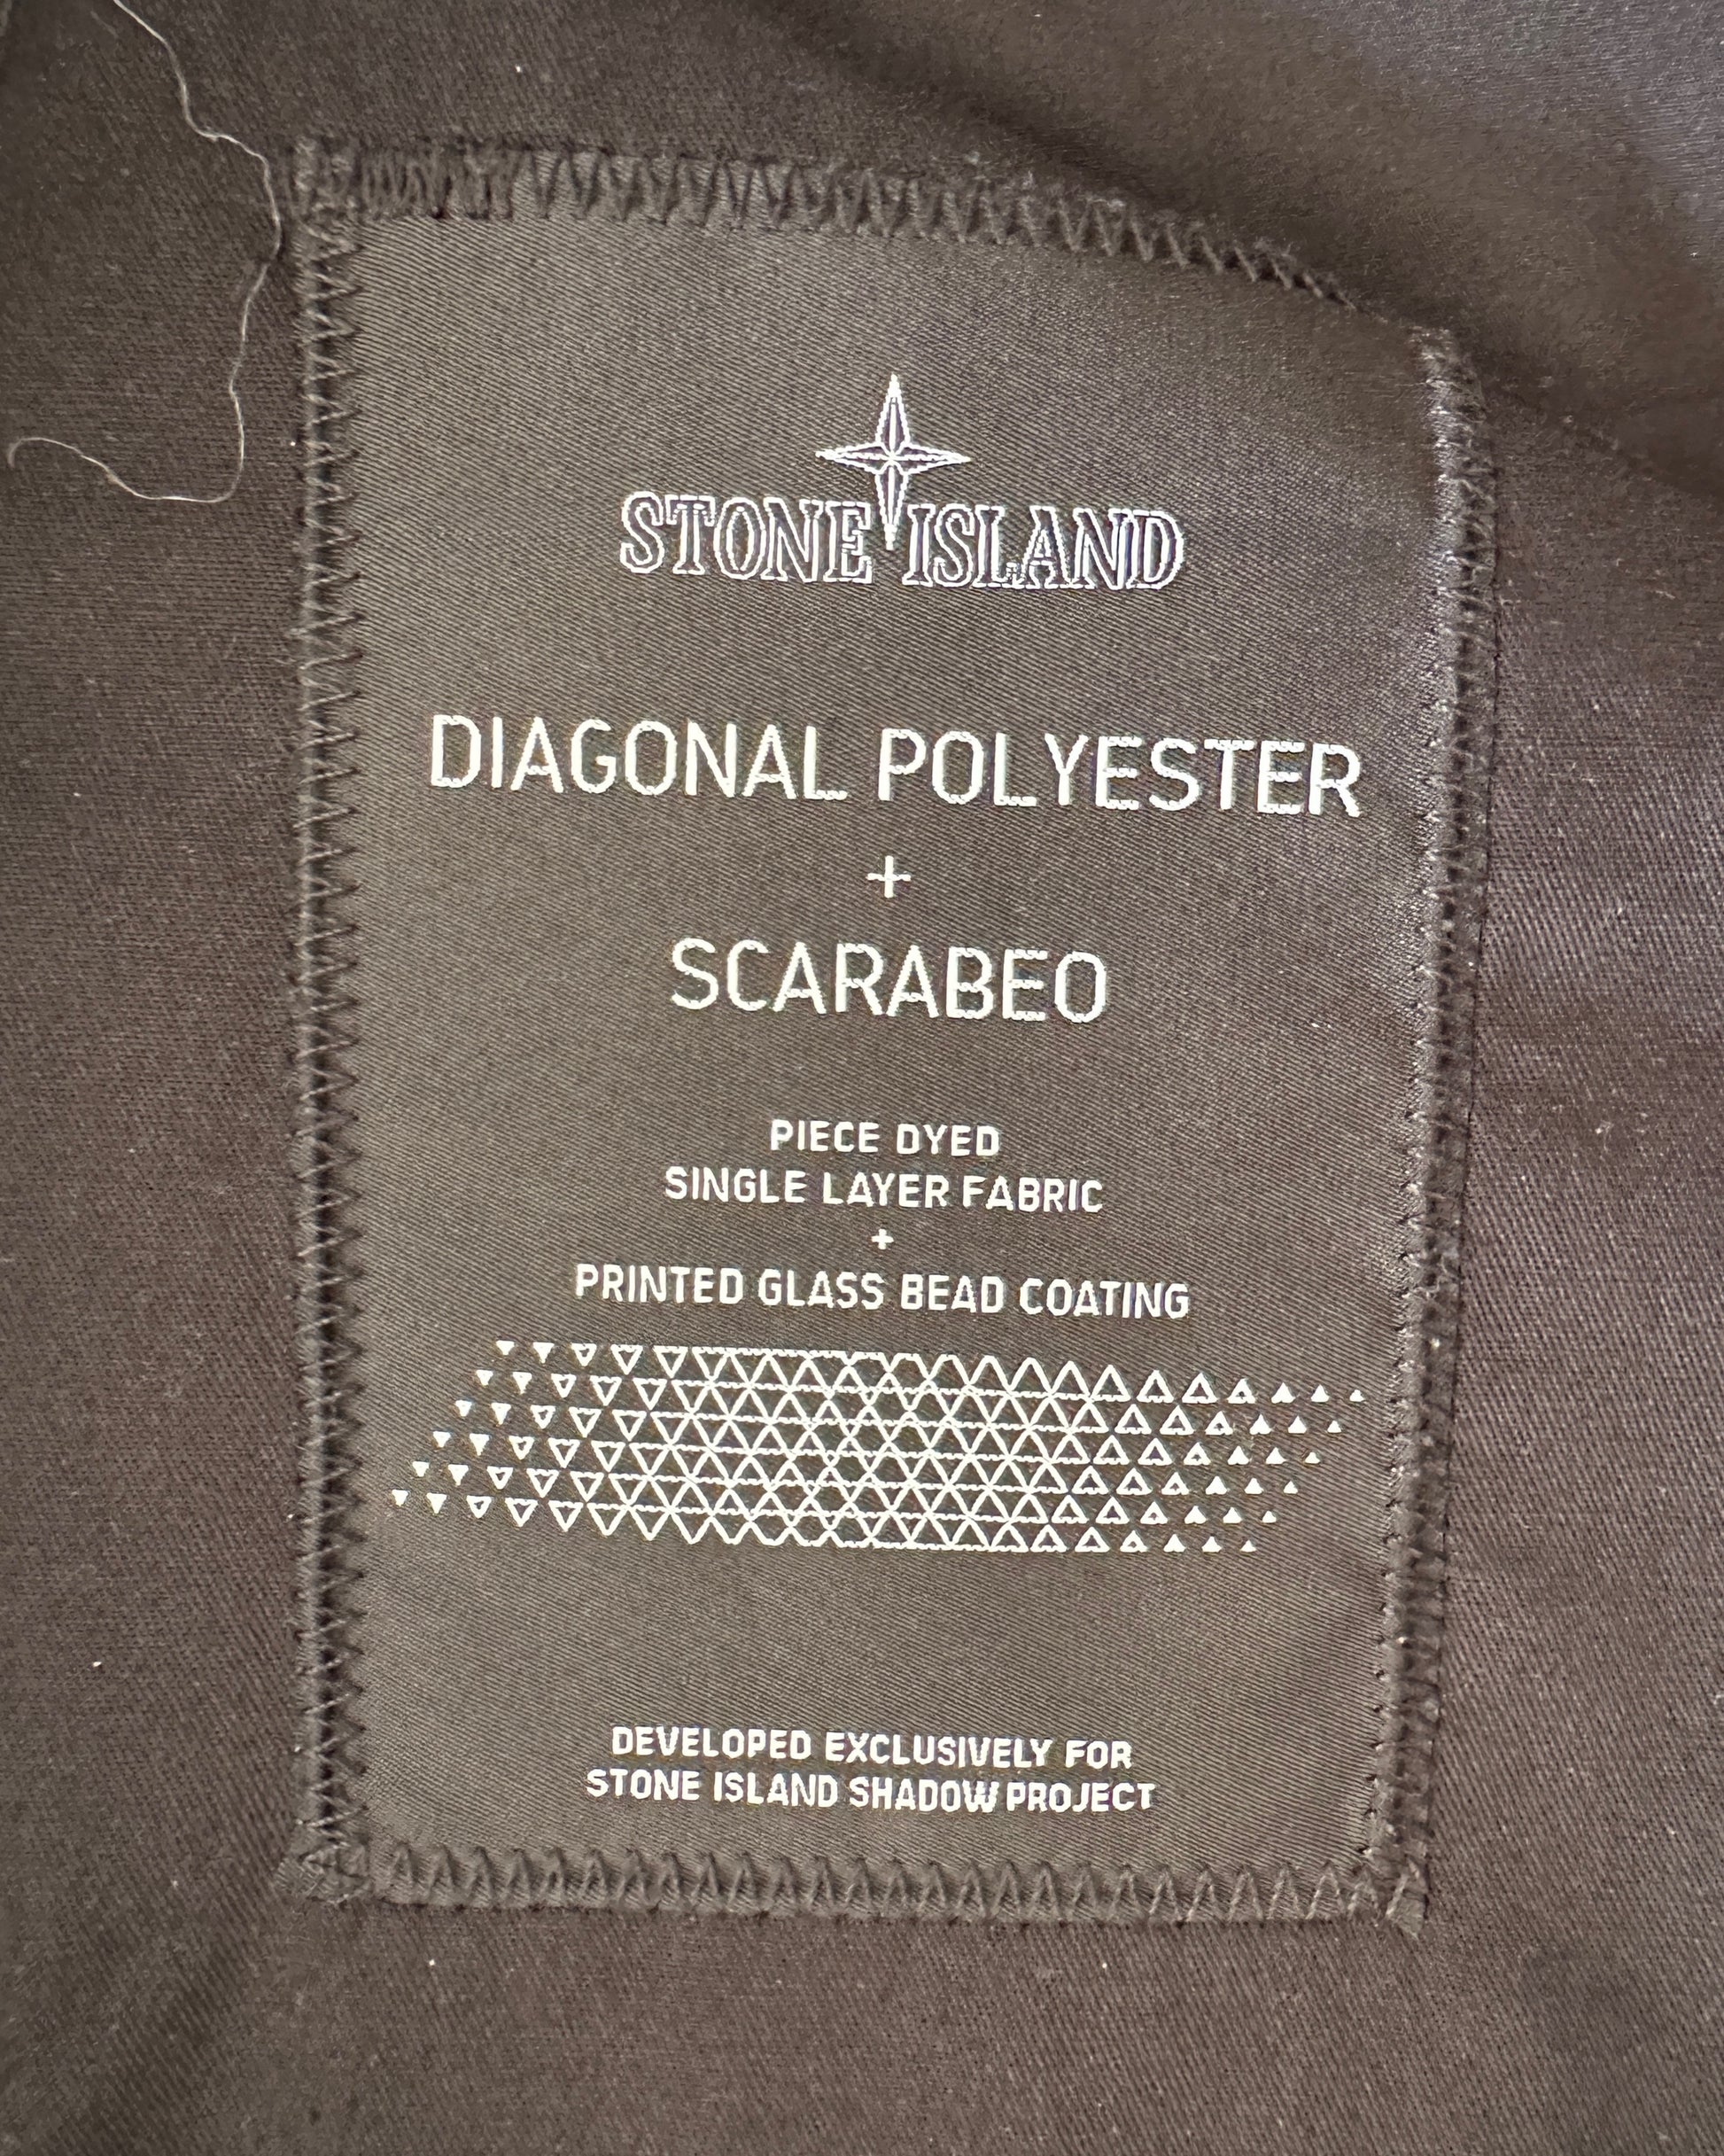 STONE ISLAND
DIAGONAL POLYESTER
+
SCARABEO
PIECE DYED
SINGLE LAYER FABRIC
+
PRINTED GLASS BEAD COATING
DEVELOPED EXCLUSIVELY FOR
STONE ISLAND SHADOW PROJECT